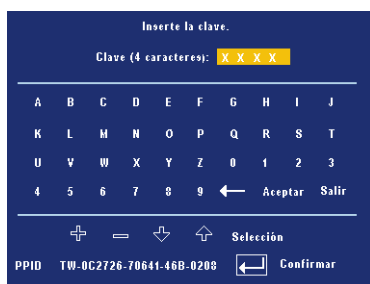 Inserte la clave.
Clave (4 caracteres): X X X X
A B C D E F G H I J
K L M N O P Q R S T
U V W X Y Z 0 1 2 3
4 5 6 7 8 9 ← Aceptar Salir
Selección
PPID TW-0C2726-70641-46B-0208 Confirmar